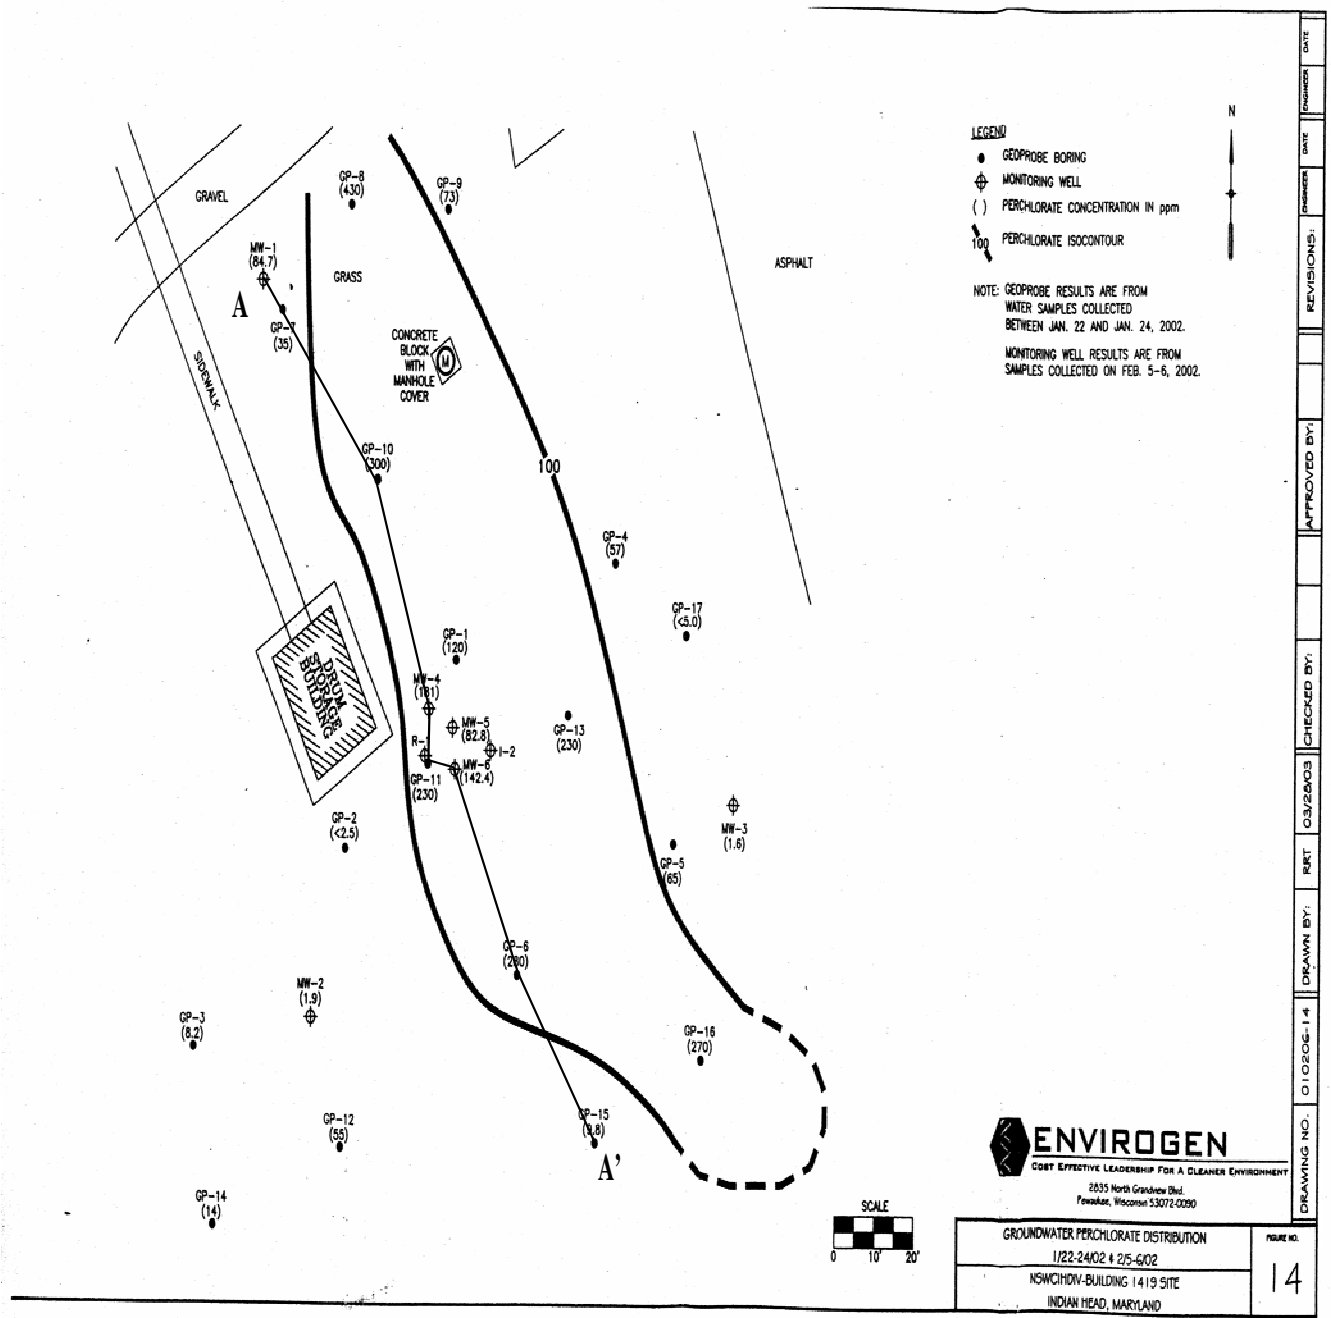 GP-8
(430)
GP-9
(73)
GRAVEL
MW-1
(84.7)
GRASS
A
GP-7
(35)
CONCRETE
BLOCK
WITH
MANHOLE
COVER
M
ASPHALT
SIDEWALK
GP-10
(300)
100
GP-4
(57)
GP-17
(<5.0)
GP-1
(120)
DRUM
STORAGE
BUILDING
MW-4
(181)
MW-5
(82.8)
R-1
I-2
MW-6
(142.4)
GP-11
(230)
GP-13
(230)
GP-2
(<2.5)
MW-3
(1.6)
GP-5
(65)
GP-6
MW-2
(1.9)
GP-3
(8.2)
GP-16
(270)
GP-12
(55)
GP-15
A'
GP-14
(14)
N
LEGEND
GEOPROBE BORING
MONITORING WELL
( ) PERCHLORATE CONCENTRATION IN ppm
100 PERCHLORATE ISOCONTOUR
NOTE: GEOPROBE RESULTS ARE FROM
WATER SAMPLES COLLECTED
BETWEEN JAN. 22 AND JAN. 24, 2002.
MONITORING WELL RESULTS ARE FROM
SAMPLES COLLECTED ON FEB. 5-6, 2002.
SCALE
0 10' 20'
ENVIROGEN
COST EFFECTIVE LEADERSHIP FOR A CLEANER ENVIRONMENT
2835 North Grandview Blvd.
Pewaukee, Wisconsin 53072-0090
GROUNDWATER PERCHLORATE DISTRIBUTION
1/22-24/02 & 2/5-6/02
NSWCIHDIV-BUILDING 1419 SITE
INDIAN HEAD, MARYLAND
FIGURE NO.
14
DRAWING NO. 010206-14
DRAWN BY: RRT 03/28/03
CHECKED BY:
APPROVED BY:
REVISIONS:
ENGINEER DATE
ENGINEER DATE